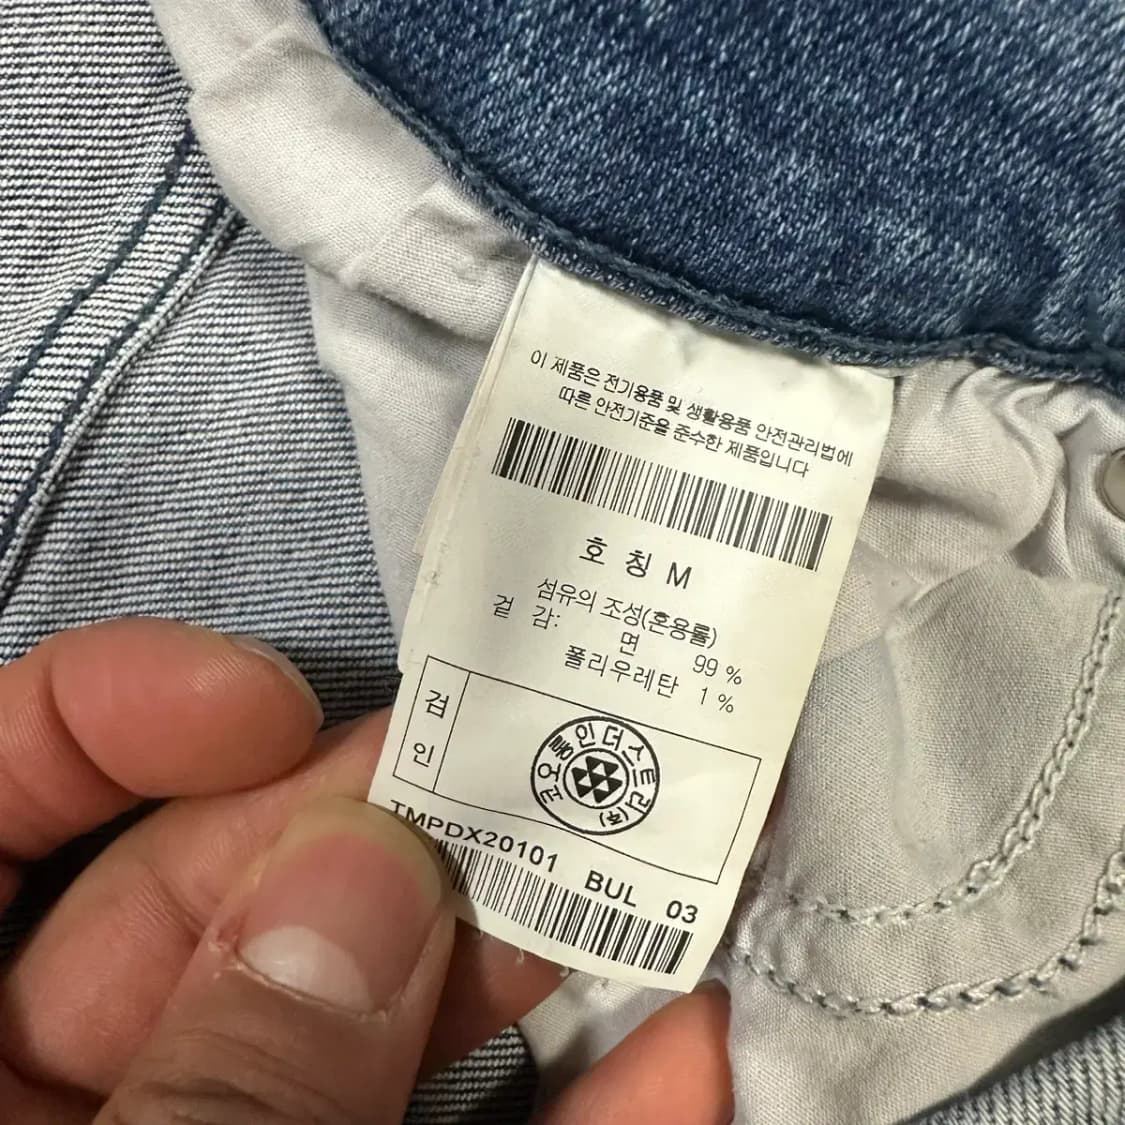 이 제품은 전기용품 및 생활용품 안전관리법에
따른 안전기준을 준수한 제품입니다
호 칭 M
섬유의 조성(혼용률)
겉 감: 면 99 %
폴리우레탄 1 %
검
인
태평양인더스트리(주)
TMPDX20101 BUL 03